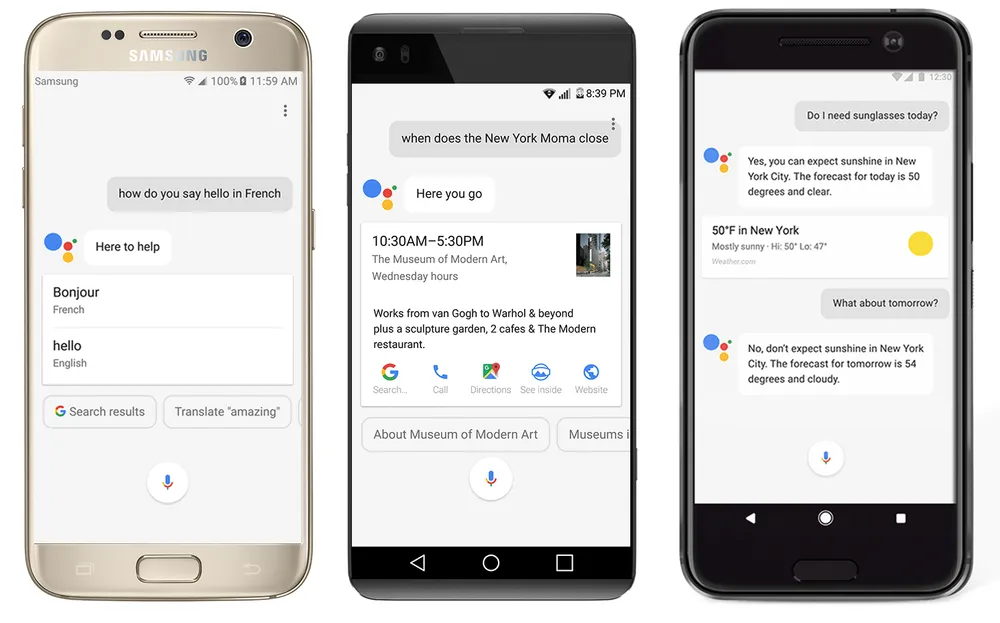 SAMSUNG
Samsung
100%
11:59 AM
how do you say hello in French
Here to help
Bonjour
French
hello
English
Search results
Translate "amazing"
8:39 PM
when does the New York Moma close
Here you go
10:30AM–5:30PM
The Museum of Modern Art,
Wednesday hours
Works from van Gogh to Warhol & beyond
plus a sculpture garden, 2 cafes & The Modern
restaurant.
Search...
Call
Directions
See inside
Website
About Museum of Modern Art
Museums i
12:30
Do I need sunglasses today?
Yes, you can expect sunshine in New
York City. The forecast for today is 50
degrees and clear.
50°F in New York
Mostly sunny · Hi: 50° Lo: 47°
Weather.com
What about tomorrow?
No, don't expect sunshine in New York
City. The forecast for tomorrow is 54
degrees and cloudy.